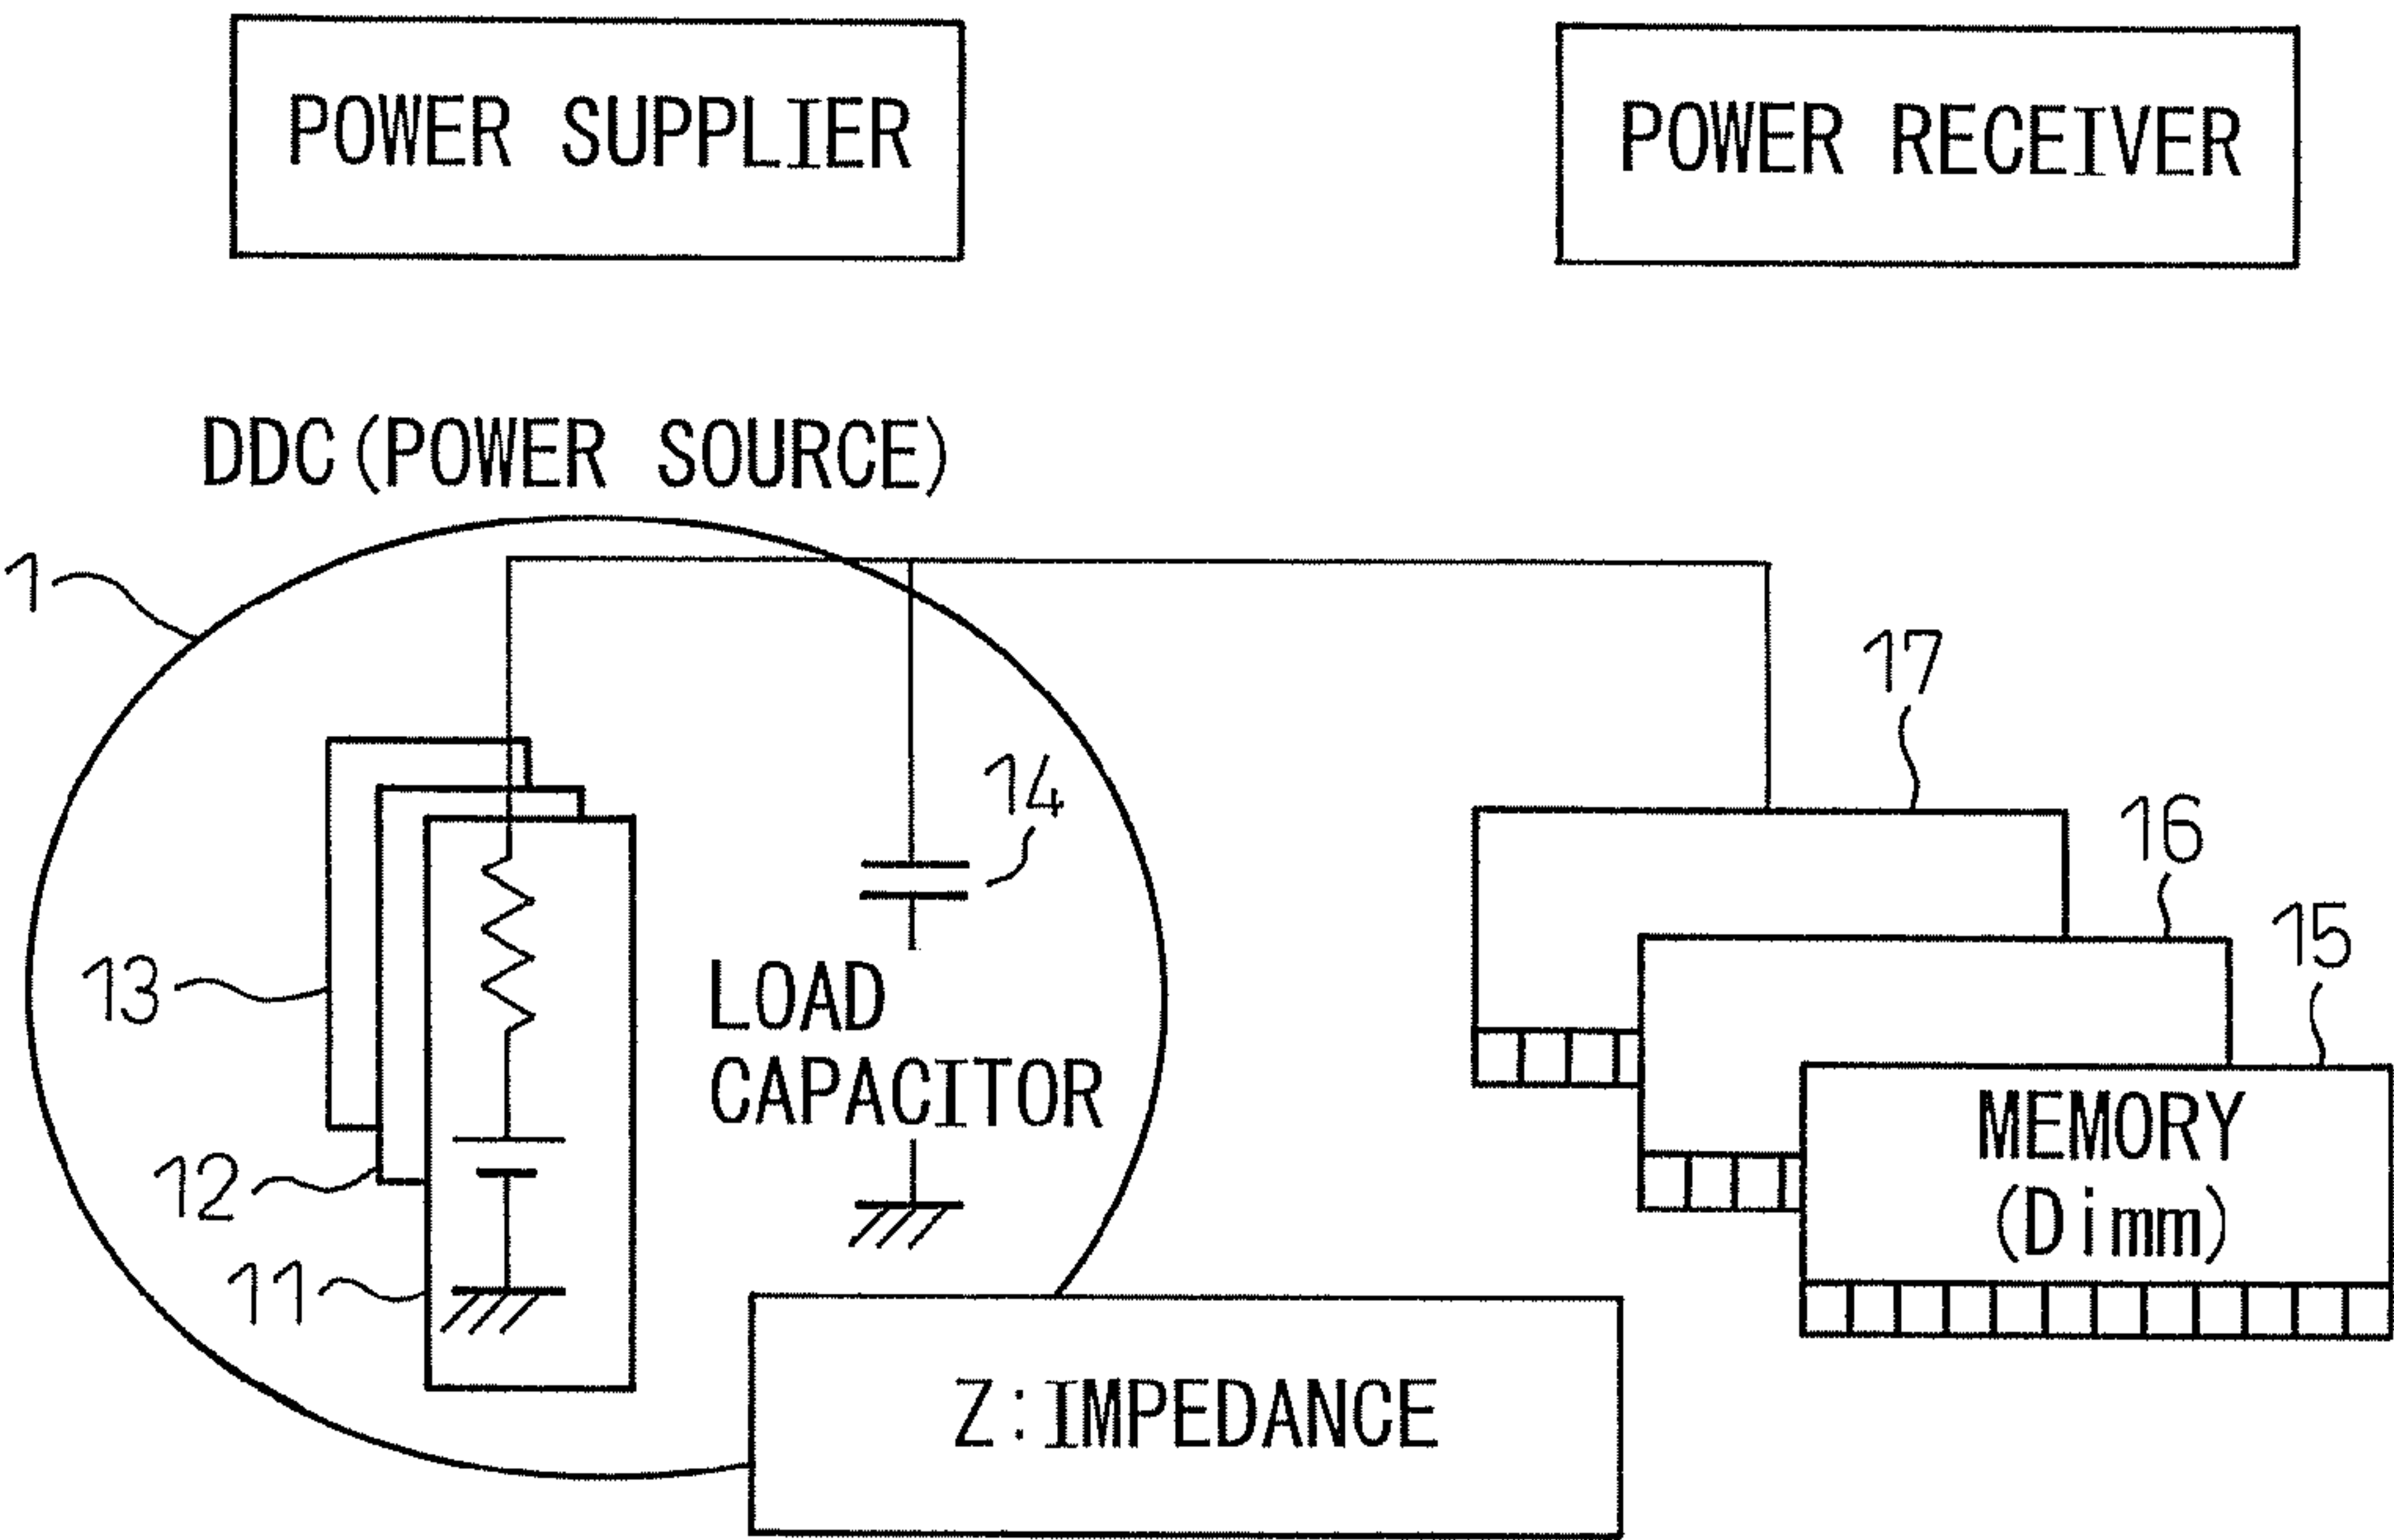 POWER SUPPLIER
POWER RECEIVER
DDC(POWER SOURCE)
1
17
14
16
15
13
LOAD
CAPACITOR
MEMORY
(Dimm)
12
11
Z:IMPEDANCE